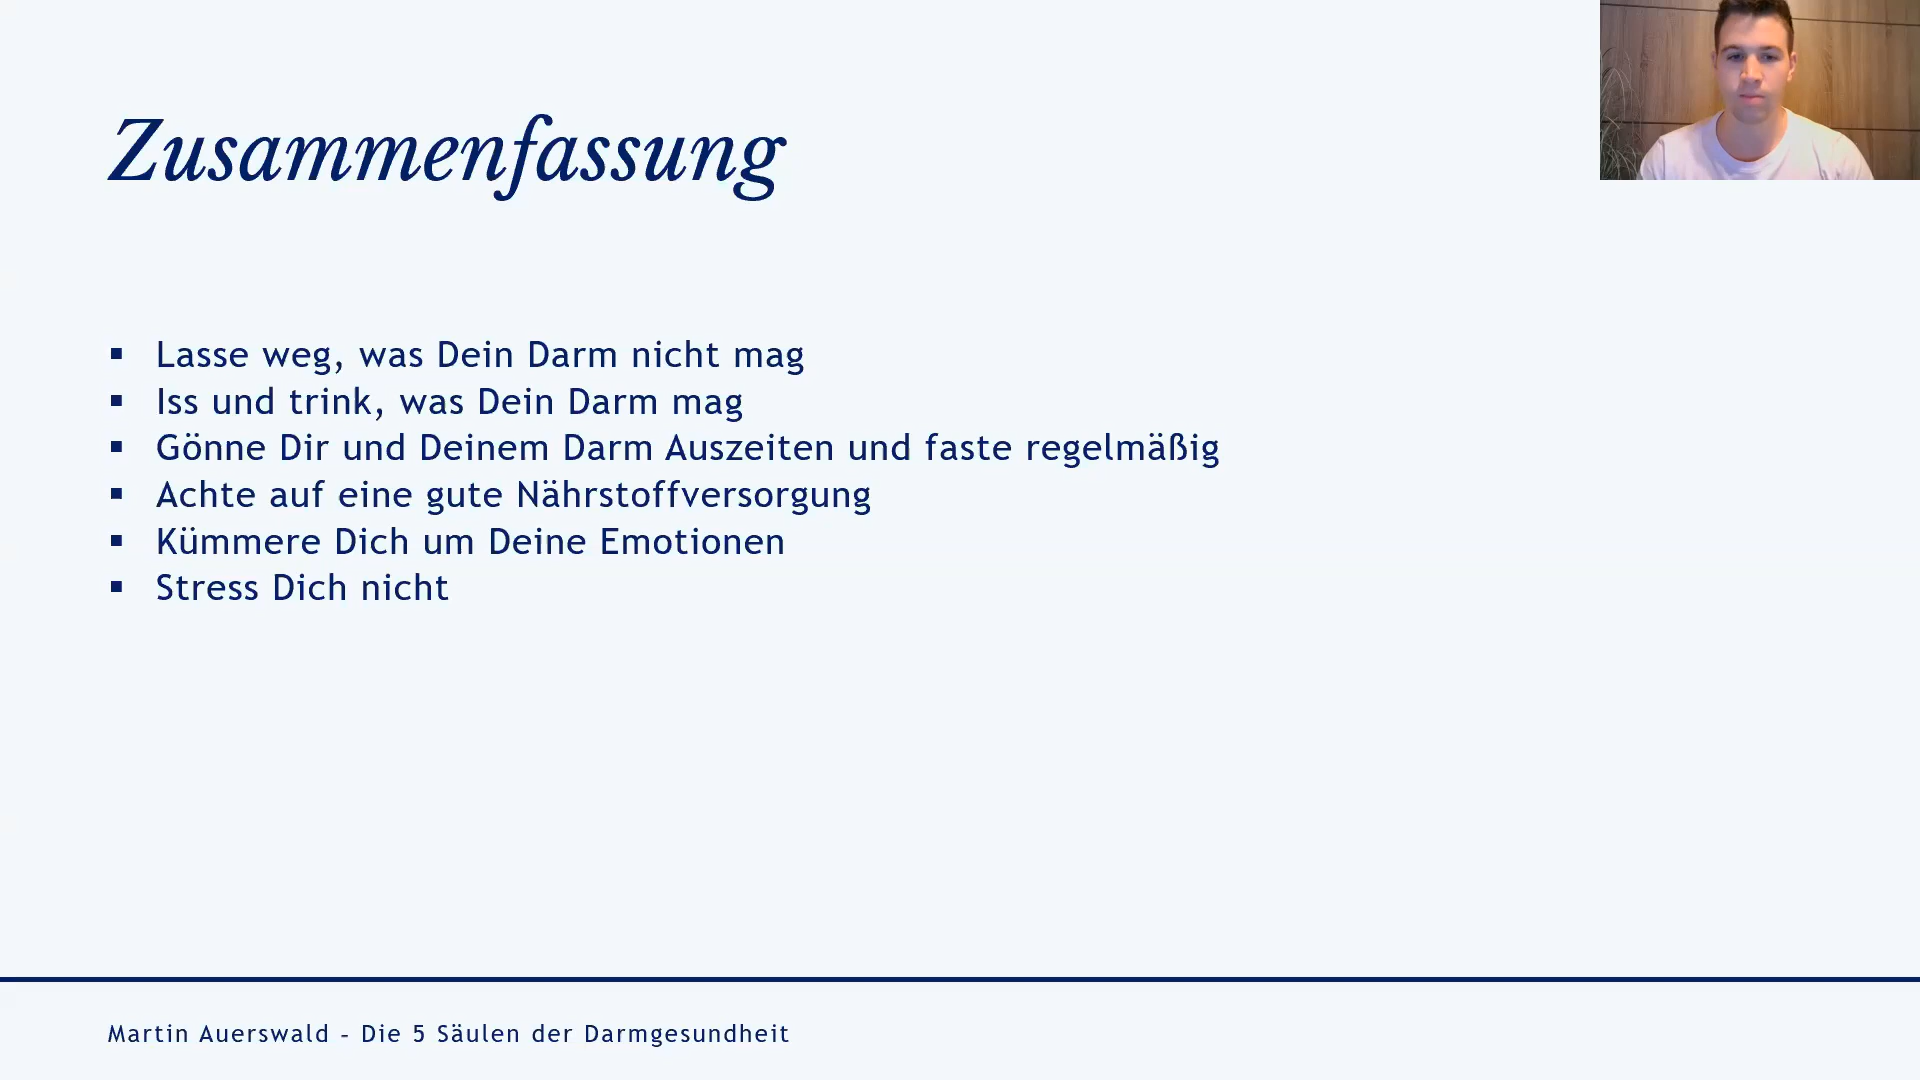 Zusammenfassung
▪ Lasse weg, was Dein Darm nicht mag
▪ Iss und trink, was Dein Darm mag
▪ Gönne Dir und Deinem Darm Auszeiten und faste regelmäßig
▪ Achte auf eine gute Nährstoffversorgung
▪ Kümmere Dich um Deine Emotionen
▪ Stress Dich nicht
Martin Auerswald – Die 5 Säulen der Darmgesundheit